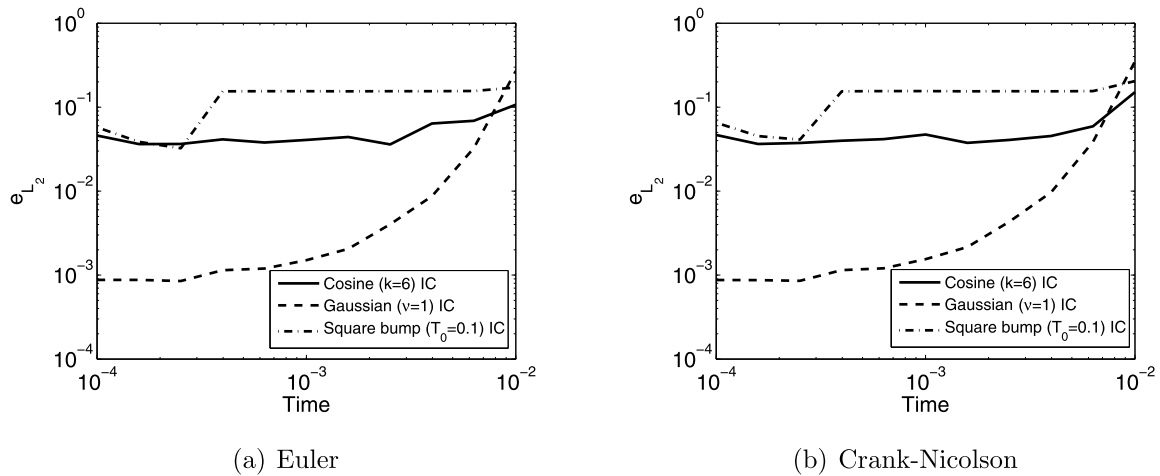 10^0
10^-1
10^-2
10^-3
10^-4
e_L_2
10^-4
10^-3
10^-2
Time
Cosine (k=6) IC
Gaussian (ν=1) IC
Square bump (T_0=0.1) IC
(a) Euler
10^0
10^-1
10^-2
10^-3
10^-4
e_L_2
10^-4
10^-3
10^-2
Time
Cosine (k=6) IC
Gaussian (ν=1) IC
Square bump (T_0=0.1) IC
(b) Crank-Nicolson